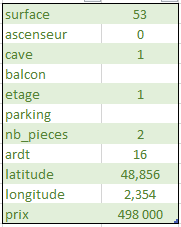 surface 53
ascenseur 0
cave 1
balcon
etage 1
parking
nb_pieces 2
ardt 16
latitude 48,856
longitude 2,354
prix 498 000